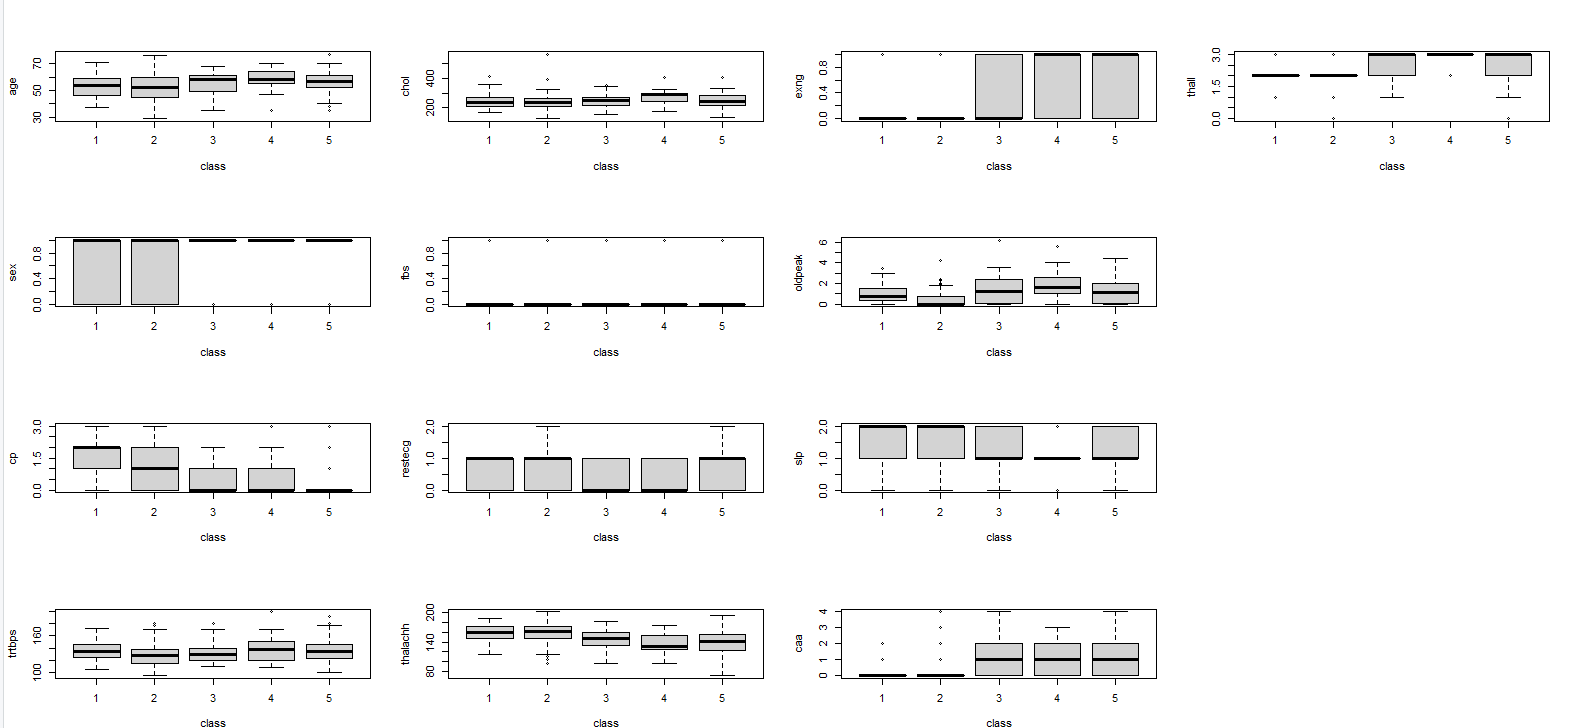 age
30 50 70
1 2 3 4 5
class
chol
200 400
1 2 3 4 5
class
exng
0.0 0.4 0.8
1 2 3 4 5
class
thall
0.0 1.5 3.0
1 2 3 4 5
class
sex
0.0 0.4 0.8
1 2 3 4 5
class
fbs
0.0 0.4 0.8
1 2 3 4 5
class
oldpeak
0 2 4 6
1 2 3 4 5
class
cp
0.0 1.5 3.0
1 2 3 4 5
class
restecg
0.0 1.0 2.0
1 2 3 4 5
class
slp
0.0 1.0 2.0
1 2 3 4 5
class
trtbps
100 160
1 2 3 4 5
class
thalachh
80 140 200
1 2 3 4 5
class
caa
0 1 2 3 4
1 2 3 4 5
class